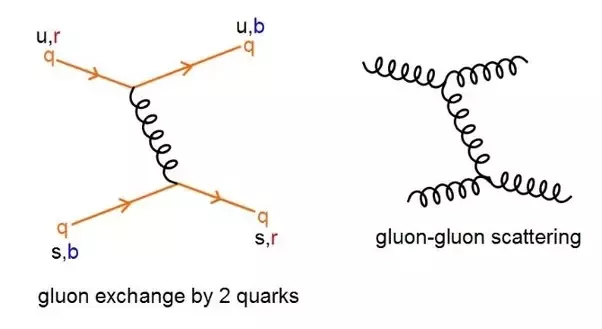 u,r
q
u,b
q
q
s,b
q
s,r
gluon exchange by 2 quarks
gluon-gluon scattering